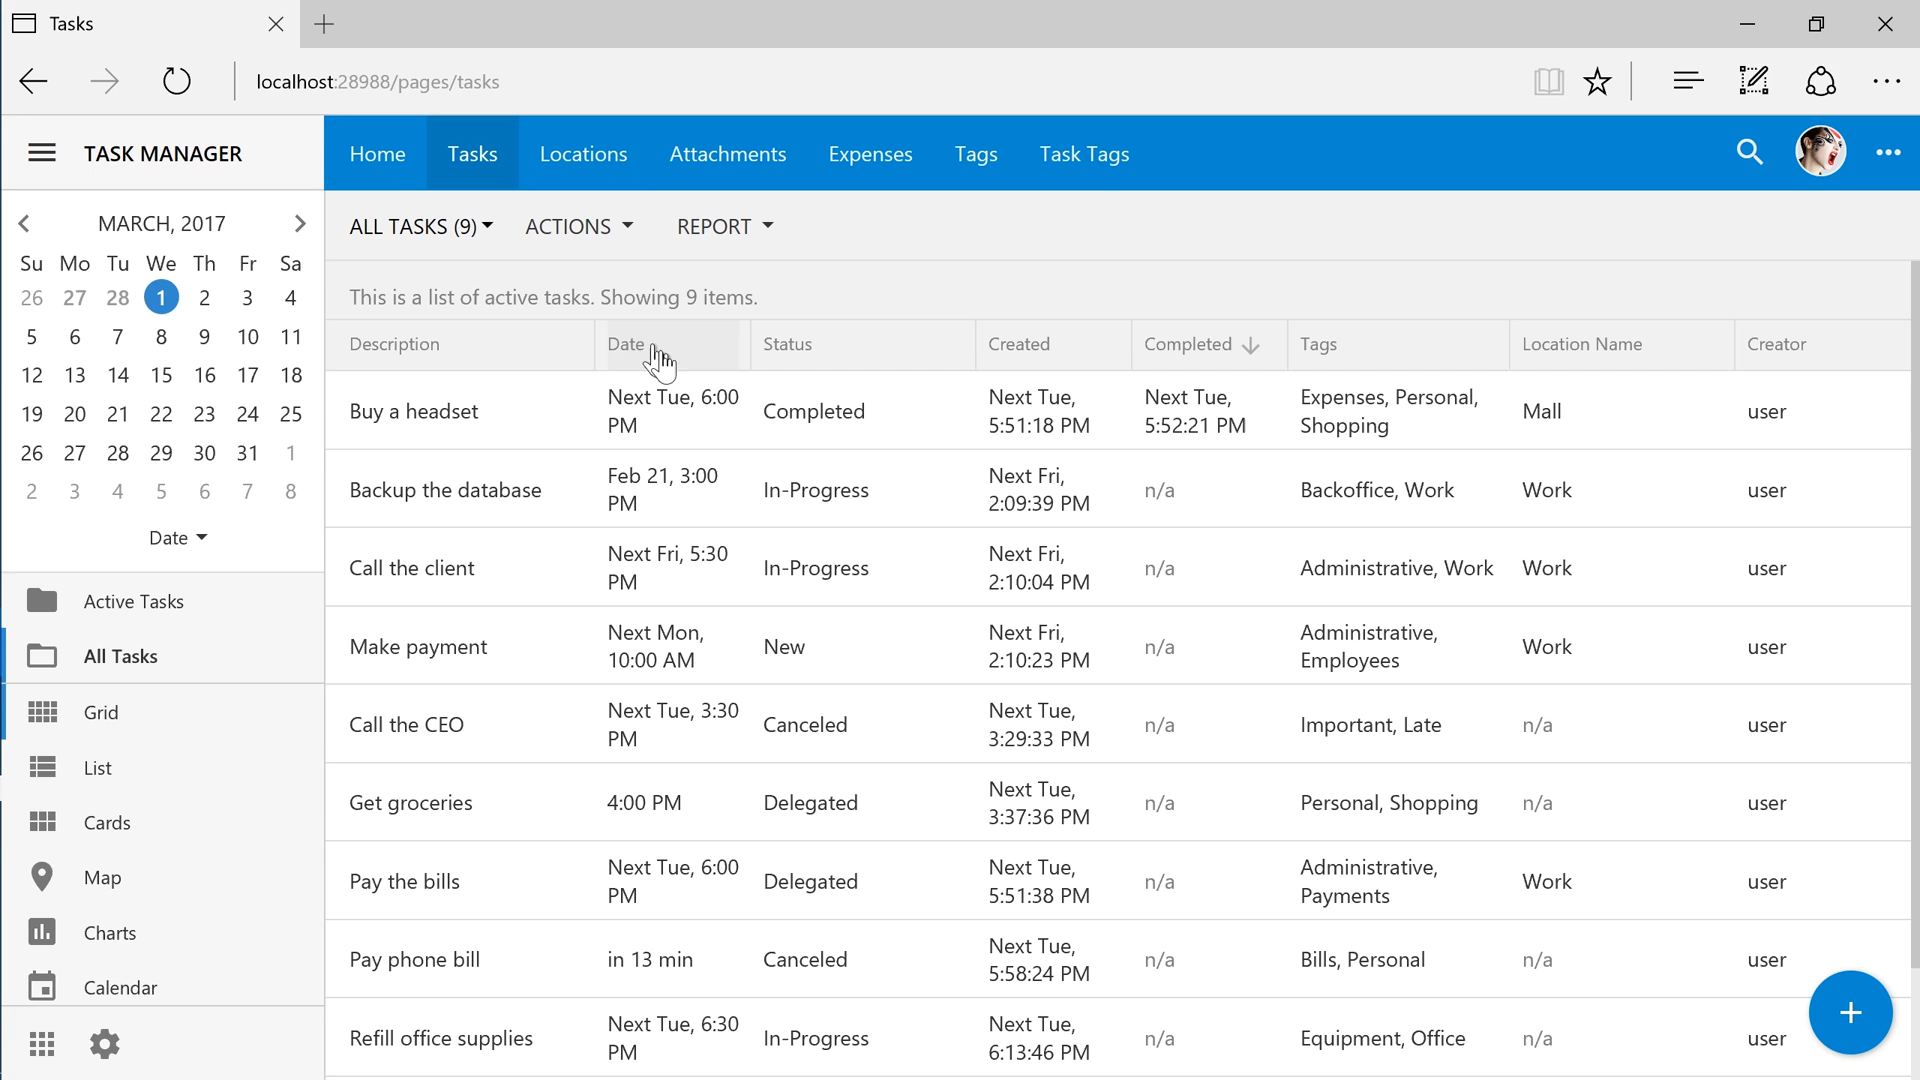 Tasks
localhost:28988/pages/tasks
TASK MANAGER
Home Tasks Locations Attachments Expenses Tags Task Tags
MARCH, 2017
Su Mo Tu We Th Fr Sa
26 27 28 1 2 3 4
5 6 7 8 9 10 11
12 13 14 15 16 17 18
19 20 21 22 23 24 25
26 27 28 29 30 31 1
2 3 4 5 6 7 8
Date
Active Tasks
All Tasks
Grid
List
Cards
Map
Charts
Calendar
ALL TASKS (9) ACTIONS REPORT
This is a list of active tasks. Showing 9 items.
Description Date Status Created Completed Tags Location Name Creator
Next Tue, 6:00 Next Tue, Next Tue, Expenses, Personal,
Buy a headset Completed Mall user
PM 5:51:18 PM 5:52:21 PM Shopping
Feb 21, 3:00 Next Fri,
Backup the database In-Progress n/a Backoffice, Work Work user
PM 2:09:39 PM
Next Fri, 5:30 Next Fri,
Call the client In-Progress n/a Administrative, Work Work user
PM 2:10:04 PM
Next Mon, Next Fri, Administrative,
Make payment New n/a Work user
10:00 AM 2:10:23 PM Employees
Next Tue, 3:30 Next Tue,
Call the CEO Canceled n/a Important, Late n/a user
PM 3:29:33 PM
Next Tue,
Get groceries 4:00 PM Delegated n/a Personal, Shopping n/a user
3:37:36 PM
Next Tue, 6:00 Next Tue, Administrative,
Pay the bills Delegated n/a Work user
PM 5:51:38 PM Payments
Next Tue,
Pay phone bill in 13 min Canceled n/a Bills, Personal n/a user
5:58:24 PM
Next Tue, 6:30 Next Tue,
Refill office supplies In-Progress n/a Equipment, Office n/a user
PM 6:13:46 PM